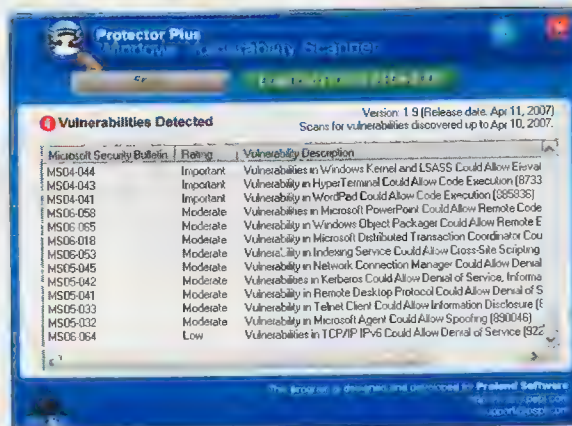 Protector Plus
Windows Vulnerability Scanner
Vulnerabilities Detected
Version: 1.9 (Release date: Apr 11, 2007)
Scans for vulnerabilities discovered up to Apr 10, 2007.
Microsoft Security Bulletin Rating Vulnerability Description
MS04-044 Important Vulnerabilities in Windows Kernel and LSASS Could Allow Elevat
MS04-043 Important Vulnerability in HyperTerminal Could Allow Code Execution (8733
MS04-041 Important Vulnerability in WordPad Could Allow Code Execution (885836)
MS06-058 Moderate Vulnerabilities in Microsoft PowerPoint Could Allow Remote Code
MS06-065 Moderate Vulnerability in Windows Object Packager Could Allow Remote E
MS06-018 Moderate Vulnerability in Microsoft Distributed Transaction Coordinator Cou
MS06-053 Moderate Vulnerability in Indexing Service Could Allow Cross-Site Scripting
MS05-045 Moderate Vulnerability in Network Connection Manager Could Allow Denial
MS05-042 Moderate Vulnerabilities in Kerberos Could Allow Denial of Service, Informa
MS05-041 Moderate Vulnerability in Remote Desktop Protocol Could Allow Denial of S
MS05-033 Moderate Vulnerability in Telnet Client Could Allow Information Disclosure (8
MS05-032 Moderate Vulnerability in Microsoft Agent Could Allow Spoofing (890046)
MS06-064 Low Vulnerabilities in TCP/IP IPv6 Could Allow Denial of Service (922
This program is designed and developed by Proland Software